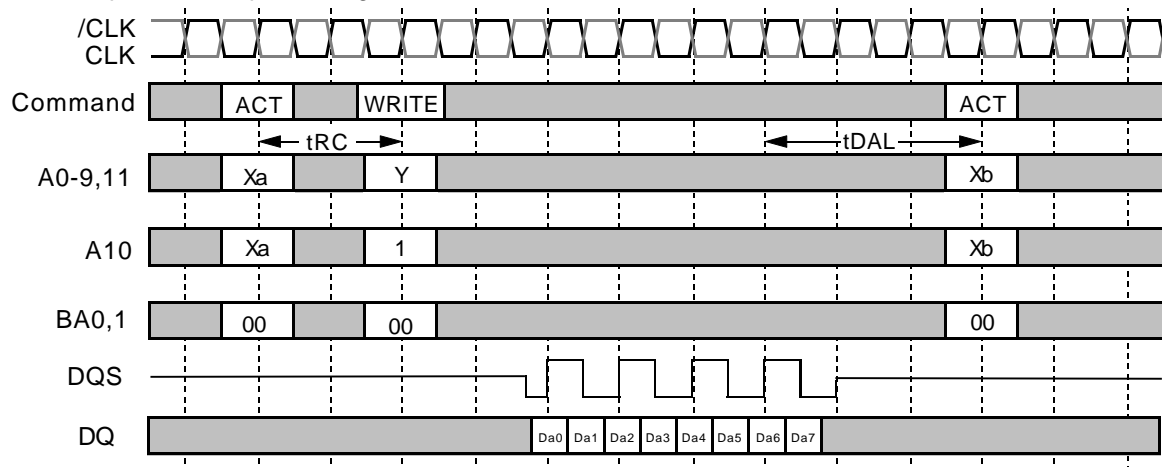 /CLK
CLK
Command ACT WRITE ACT
tRC tDAL
A0-9,11 Xa Y Xb
A10 Xa 1 Xb
BA0,1 00 00 00
DQS
DQ Da0 Da1 Da2 Da3 Da4 Da5 Da6 Da7